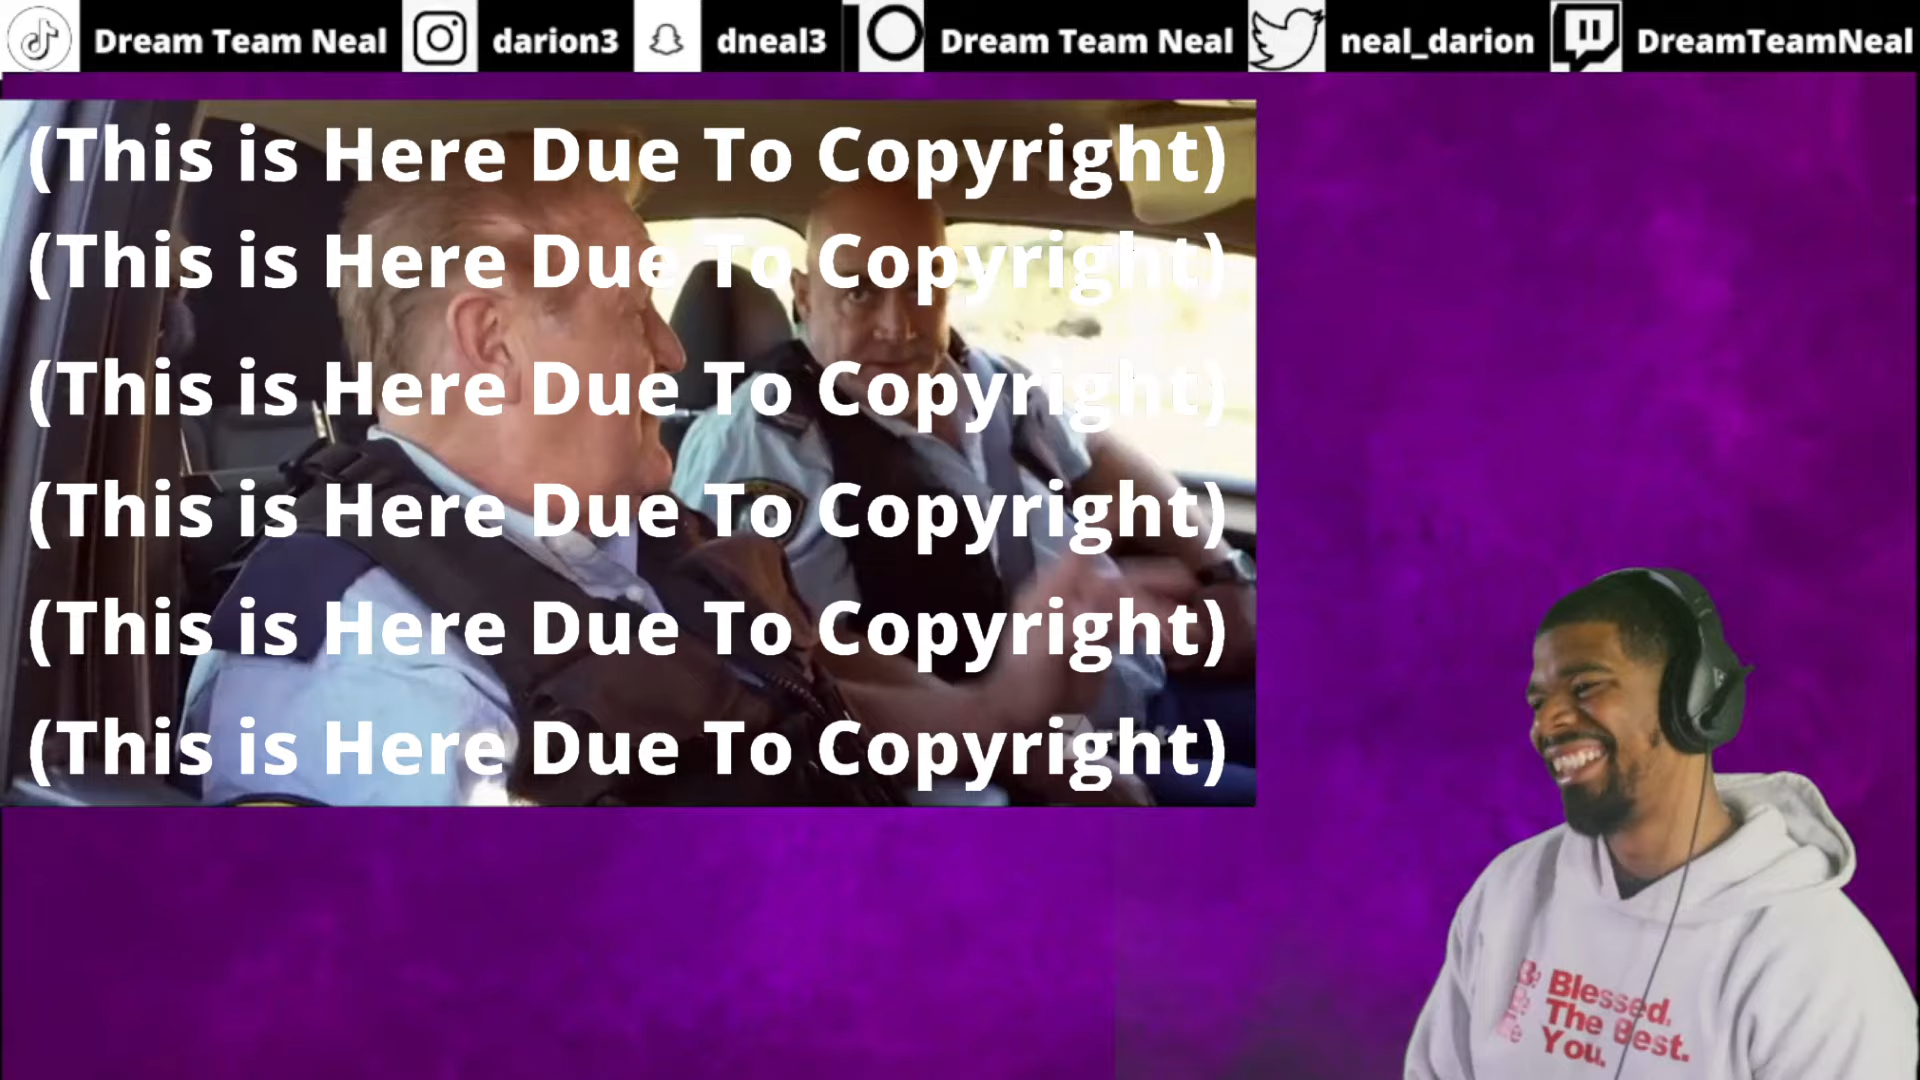 Dream Team Neal darion3 dneal3 Dream Team Neal neal_darion DreamTeamNeal
(This is Here Due To Copyright)
(This is Here Due To Copyright)
(This is Here Due To Copyright)
(This is Here Due To Copyright)
(This is Here Due To Copyright)
(This is Here Due To Copyright)
Blessed.
The Best.
You.